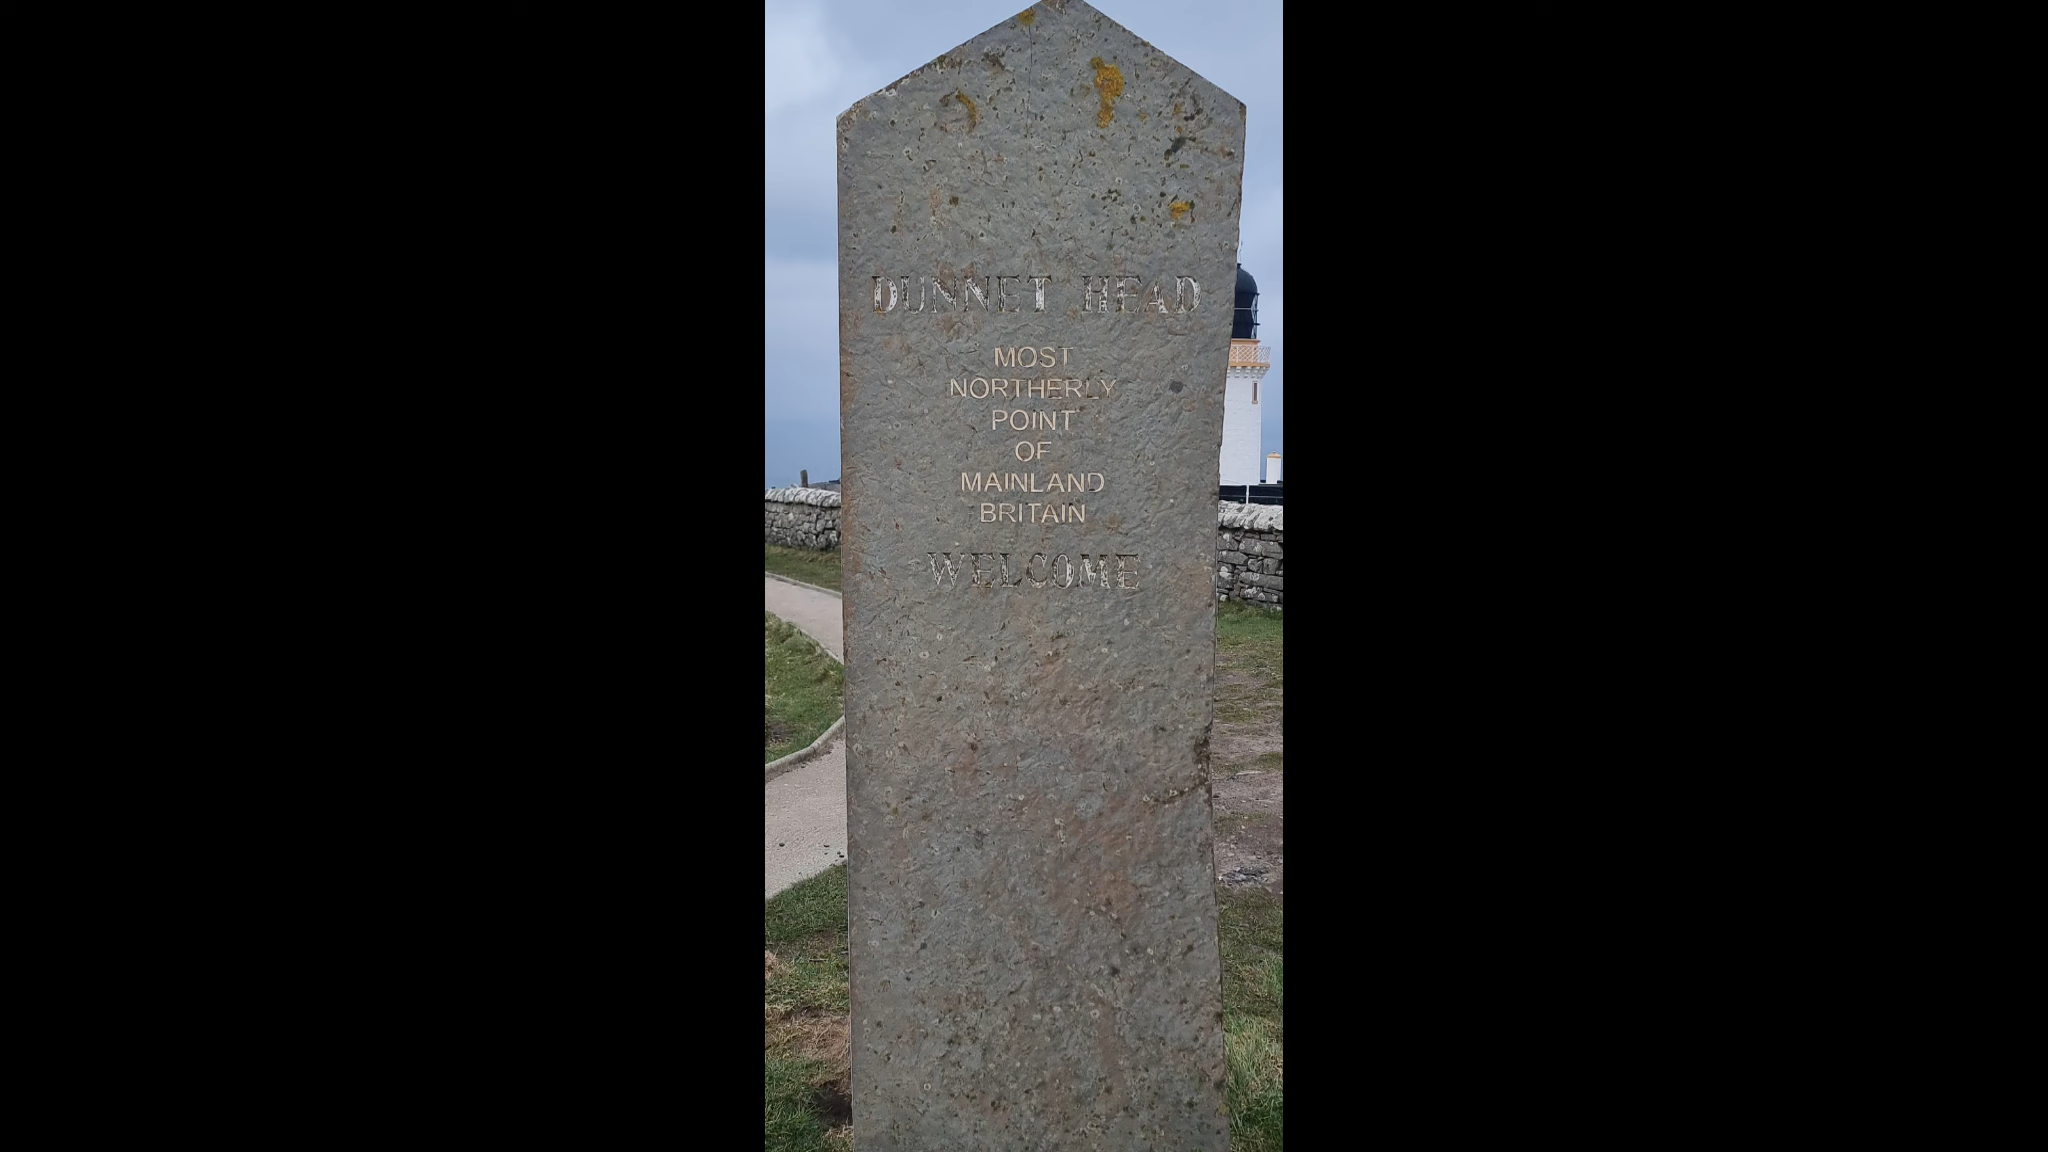 DUNNET HEAD
MOST
NORTHERLY
POINT
OF
MAINLAND
BRITAIN
WELCOME